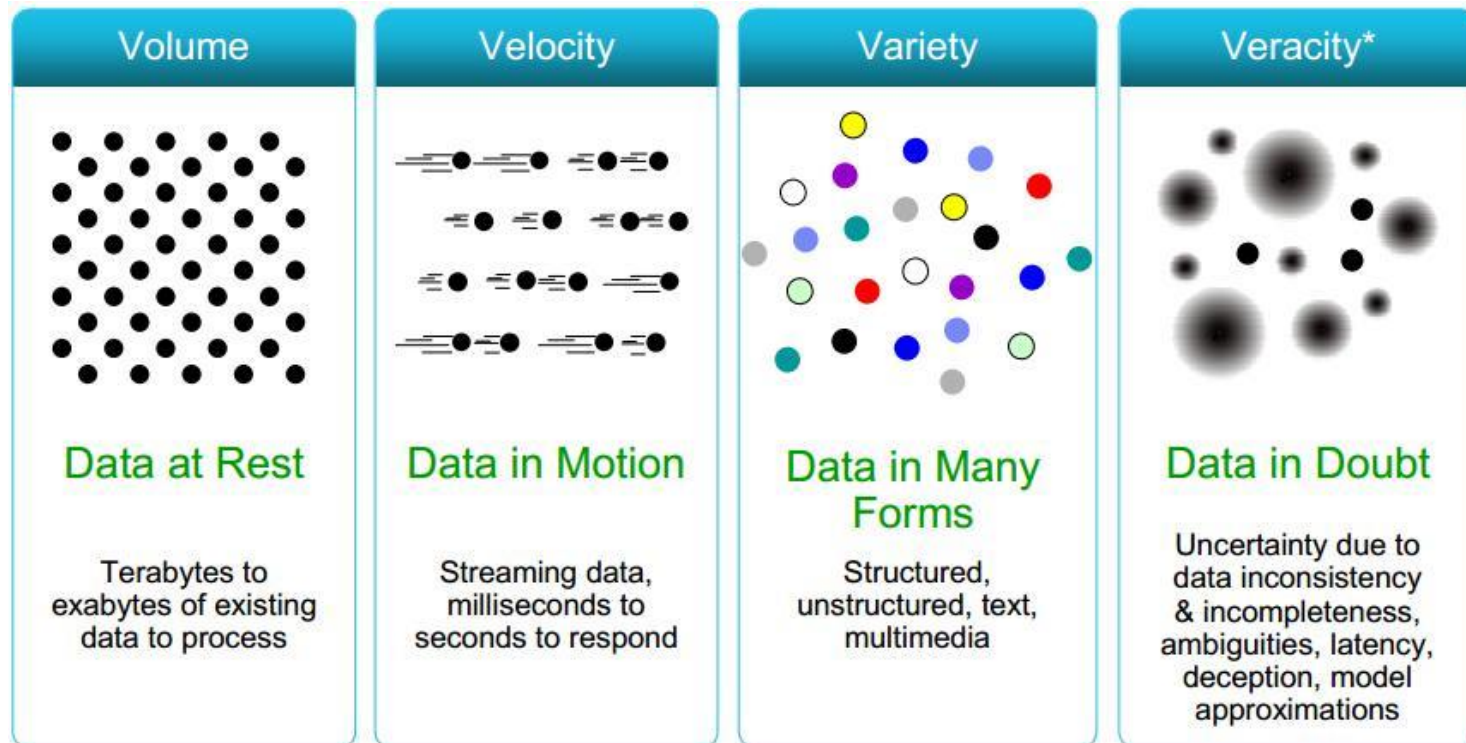 Volume
Data at Rest
Terabytes to
exabytes of existing
data to process
Velocity
Data in Motion
Streaming data,
milliseconds to
seconds to respond
Variety
Data in Many
Forms
Structured,
unstructured, text,
multimedia
Veracity*
Data in Doubt
Uncertainty due to
data inconsistency
& incompleteness,
ambiguities, latency,
deception, model
approximations